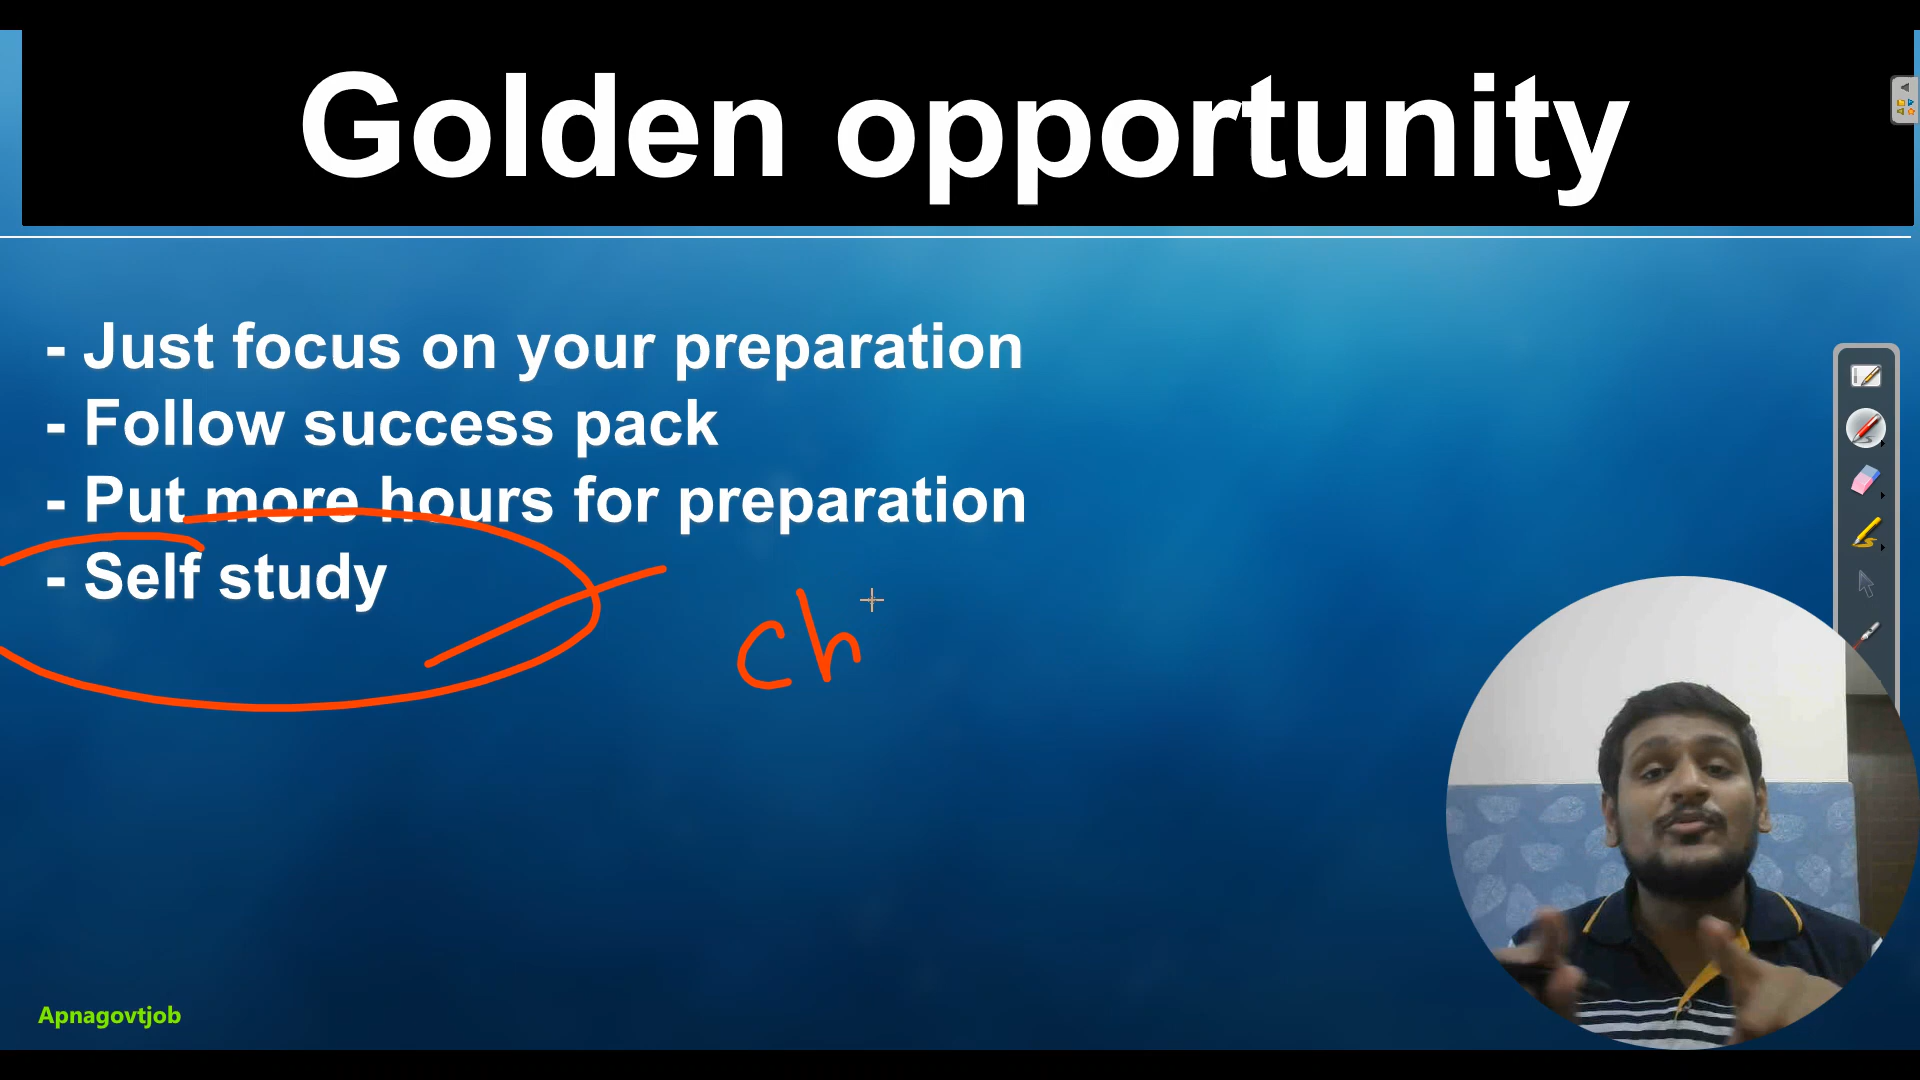 Golden opportunity
- Just focus on your preparation
- Follow success pack
- Put more hours for preparation
- Self study
ch
Apnagovtjob